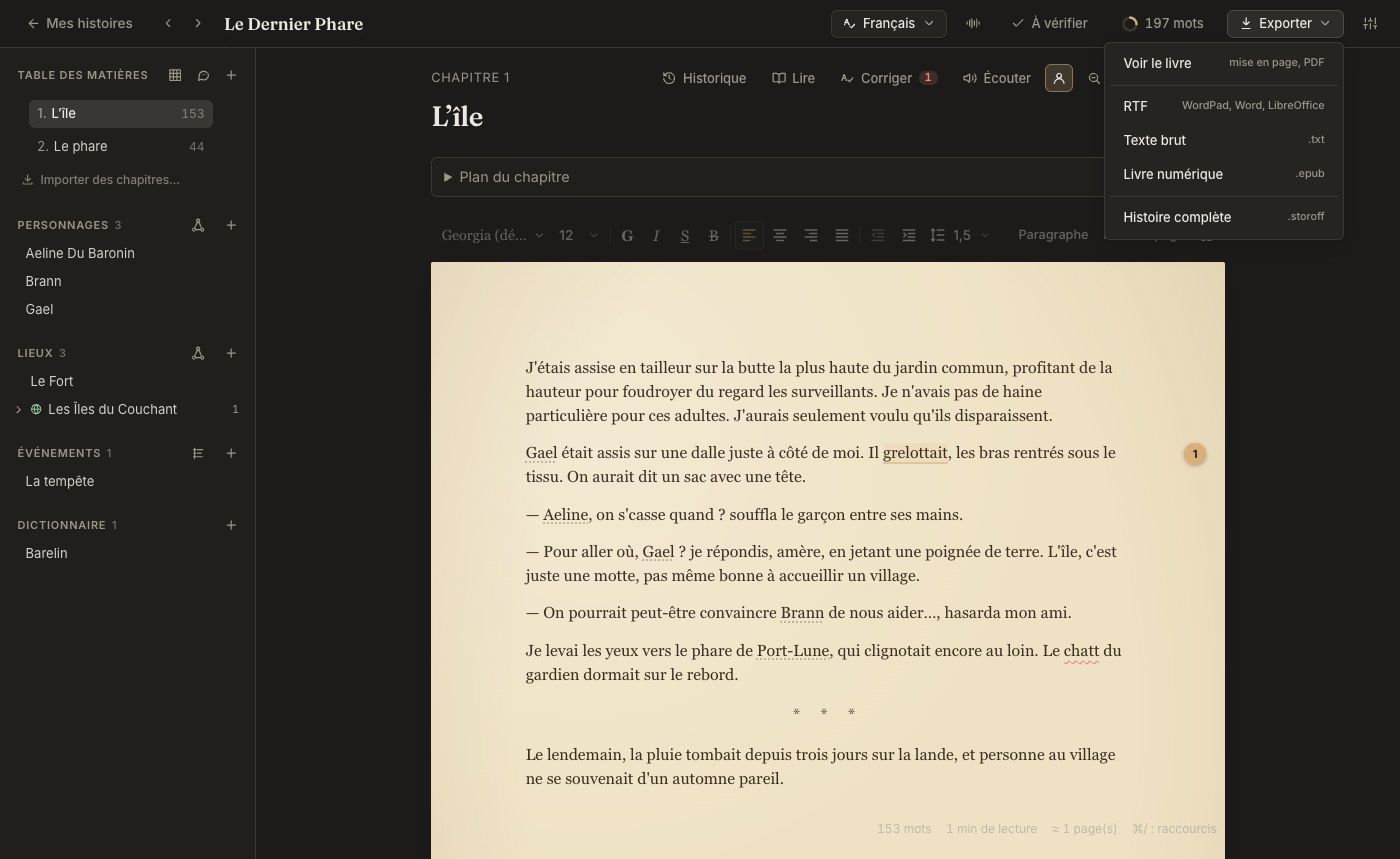 Mes histoires
Le Dernier Phare
Français
À vérifier
197 mots
Exporter
Voir le livre mise en page, PDF
RTF WordPad, Word, LibreOffice
Texte brut .txt
Livre numérique .epub
Histoire complète .storoff
TABLE DES MATIÈRES
1. L’île 153
2. Le phare 44
Importer des chapitres...
PERSONNAGES 3
Aeline Du Baronin
Brann
Gael
LIEUX 3
Le Fort
Les Îles du Couchant 1
ÉVÉNEMENTS 1
La tempête
DICTIONNAIRE 1
Barelin
CHAPITRE 1
Historique
Lire
Corriger 1
Écouter
L’île
Plan du chapitre
Georgia (dé... 12 G I S B 1,5 Paragraphe
J'étais assise en tailleur sur la butte la plus haute du jardin commun, profitant de la
hauteur pour foudroyer du regard les surveillants. Je n'avais pas de haine
particulière pour ces adultes. J'aurais seulement voulu qu'ils disparaissent.
Gael était assis sur une dalle juste à côté de moi. Il grelottait, les bras rentrés sous le
tissu. On aurait dit un sac avec une tête.
1
— Aeline, on s'casse quand ? souffla le garçon entre ses mains.
— Pour aller où, Gael ? je répondis, amère, en jetant une poignée de terre. L'île, c'est
juste une motte, pas même bonne à accueillir un village.
— On pourrait peut-être convaincre Brann de nous aider…, hasarda mon ami.
Je levai les yeux vers le phare de Port-Lune, qui clignotait encore au loin. Le chatt du
gardien dormait sur le rebord.
* * *
Le lendemain, la pluie tombait depuis trois jours sur la lande, et personne au village
ne se souvenait d'un automne pareil.
153 mots 1 min de lecture ≈ 1 page(s) ⌘/ : raccourcis